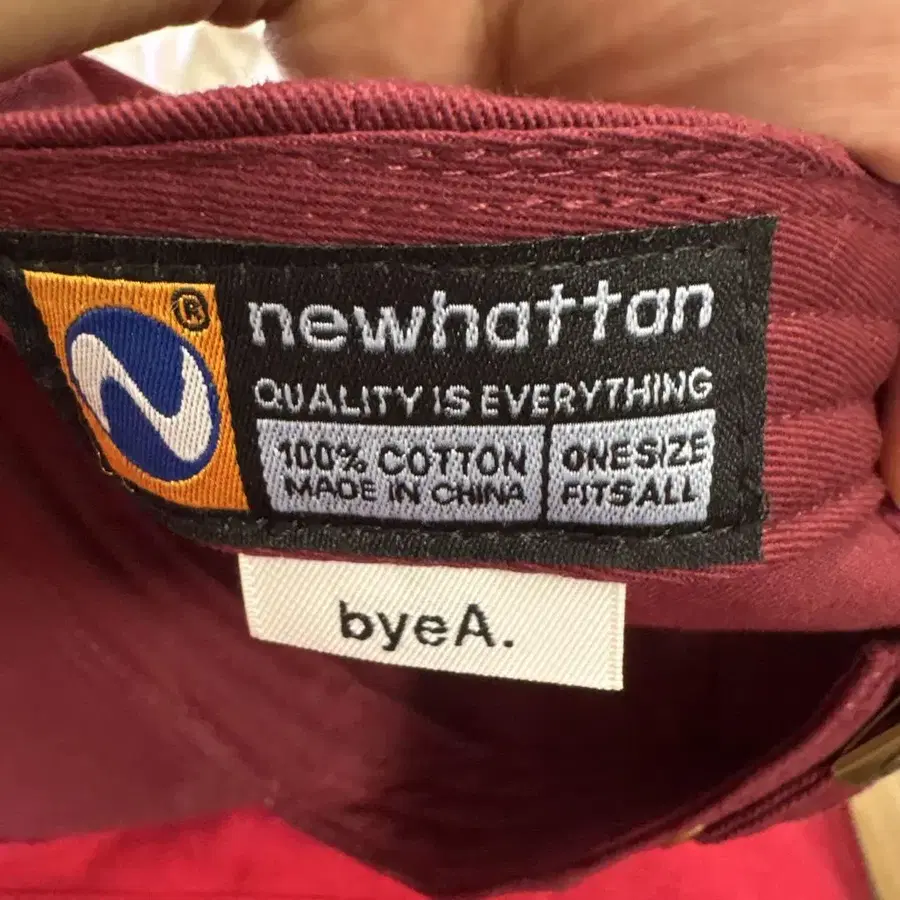 ®
newhattan
QUALITY IS EVERYTHING
100% COTTON
MADE IN CHINA
ONE SIZE
FITS ALL
byeA.